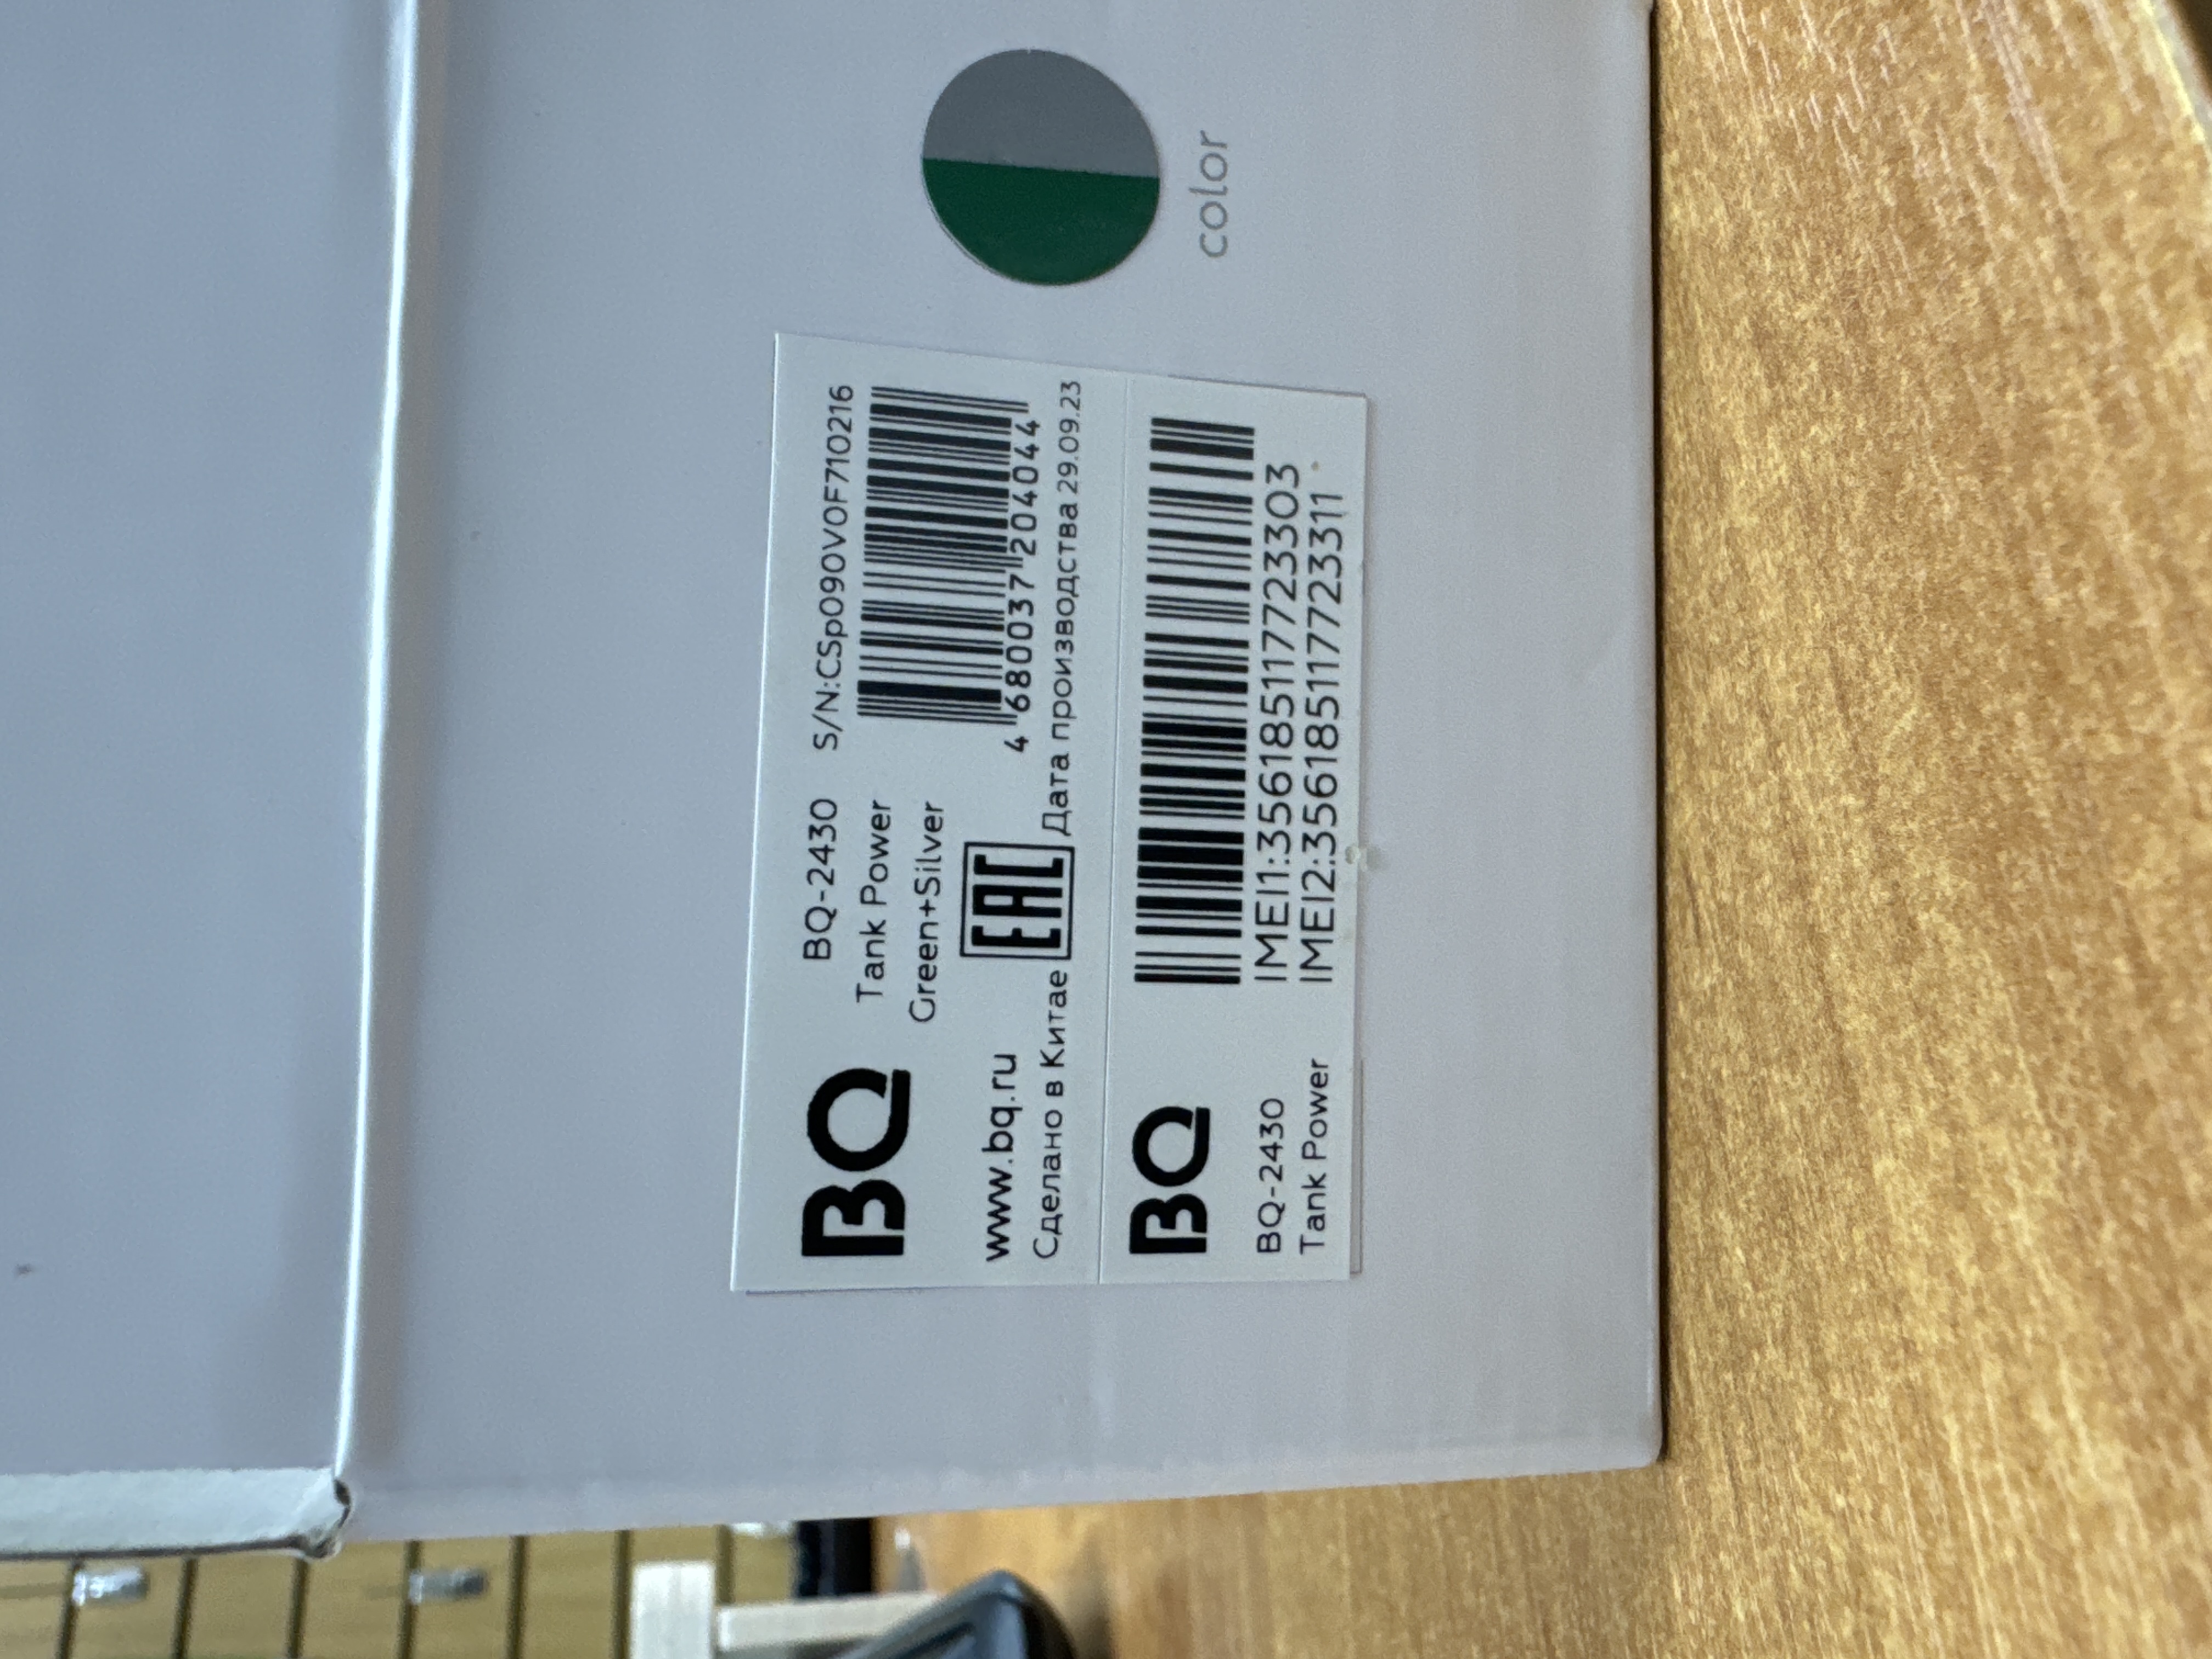 BQ
BQ-2430
Tank Power
Green+Silver
S/N:CSp090V0F710216
4 680037 204044
www.bq.ru
Сделано в Китае
EAC
Дата производства 29.09.23
BQ
BQ-2430
Tank Power
IMEI1:356185117723303
IMEI2:356185117723311
color